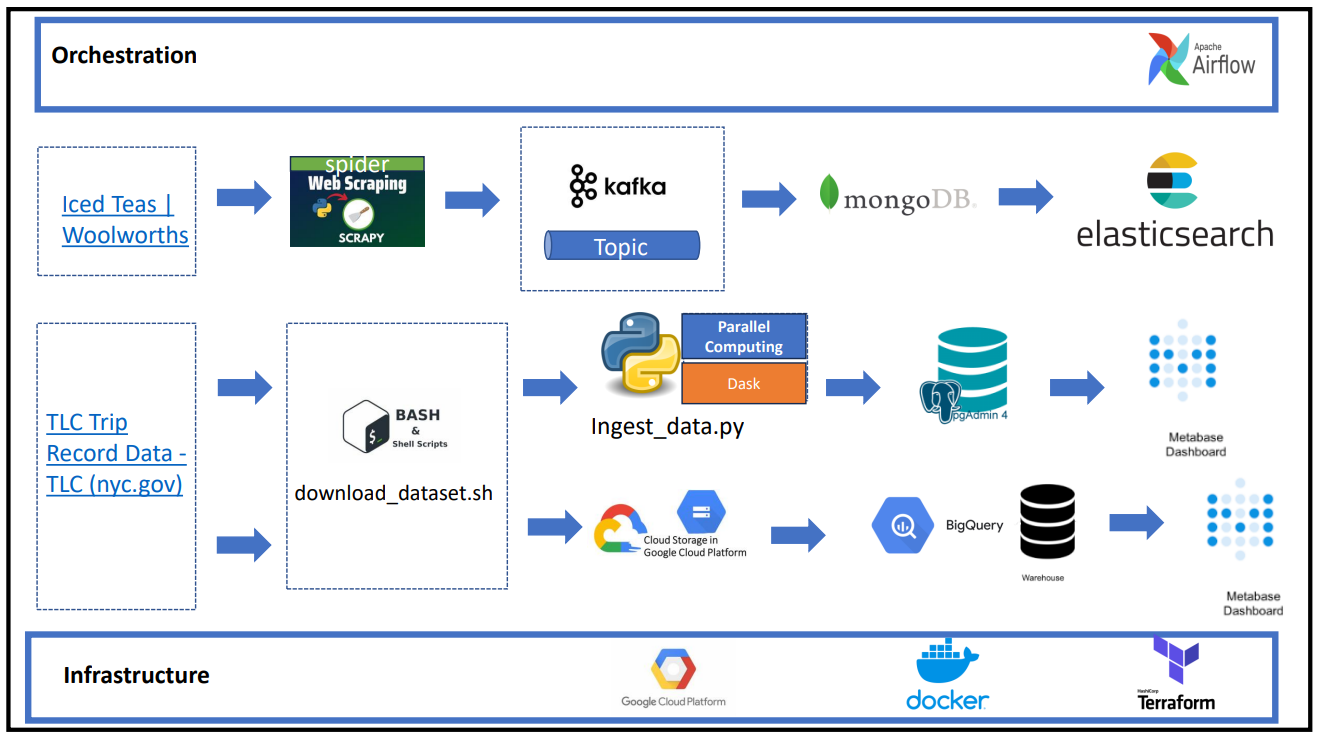 Orchestration
Apache
Airflow
Iced Teas |
Woolworths
spider
Web Scraping
SCRAPY
kafka
Topic
mongoDB
elasticsearch
TLC Trip
Record Data -
TLC (nyc.gov)
BASH
&
Shell Scripts
download_dataset.sh
Parallel
Computing
Dask
Ingest_data.py
pgAdmin 4
Metabase
Dashboard
Cloud Storage in
Google Cloud Platform
BigQuery
Warehouse
Metabase
Dashboard
Infrastructure
Google Cloud Platform
docker
HashiCorp
Terraform